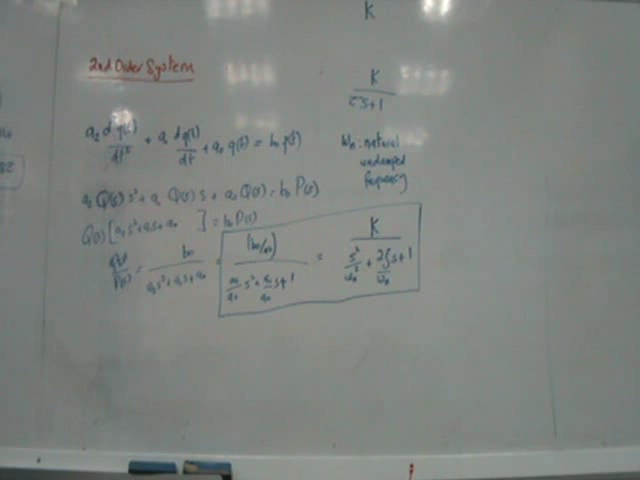 K
2nd Order System
K / (τs+1)
a₂ d²q(t)/dt² + a₁ dq(t)/dt + a₀ q(t) = b₀ p(t)
ωₙ: natural
undamped
frequency
a₂ Q(s) s² + a₁ Q(s) s + a₀ Q(s) = b₀ P(s)
Q(s) [a₂s² + a₁s + a₀ ] = b₀ P(s)
Q(s)/P(s) = b₀ / (a₂s² + a₁s + a₀) = (b₀/a₀) / (a₂/a₀ s² + a₁/a₀ s + 1) = K / (s²/ωₙ² + 2ζs/ωₙ + 1)